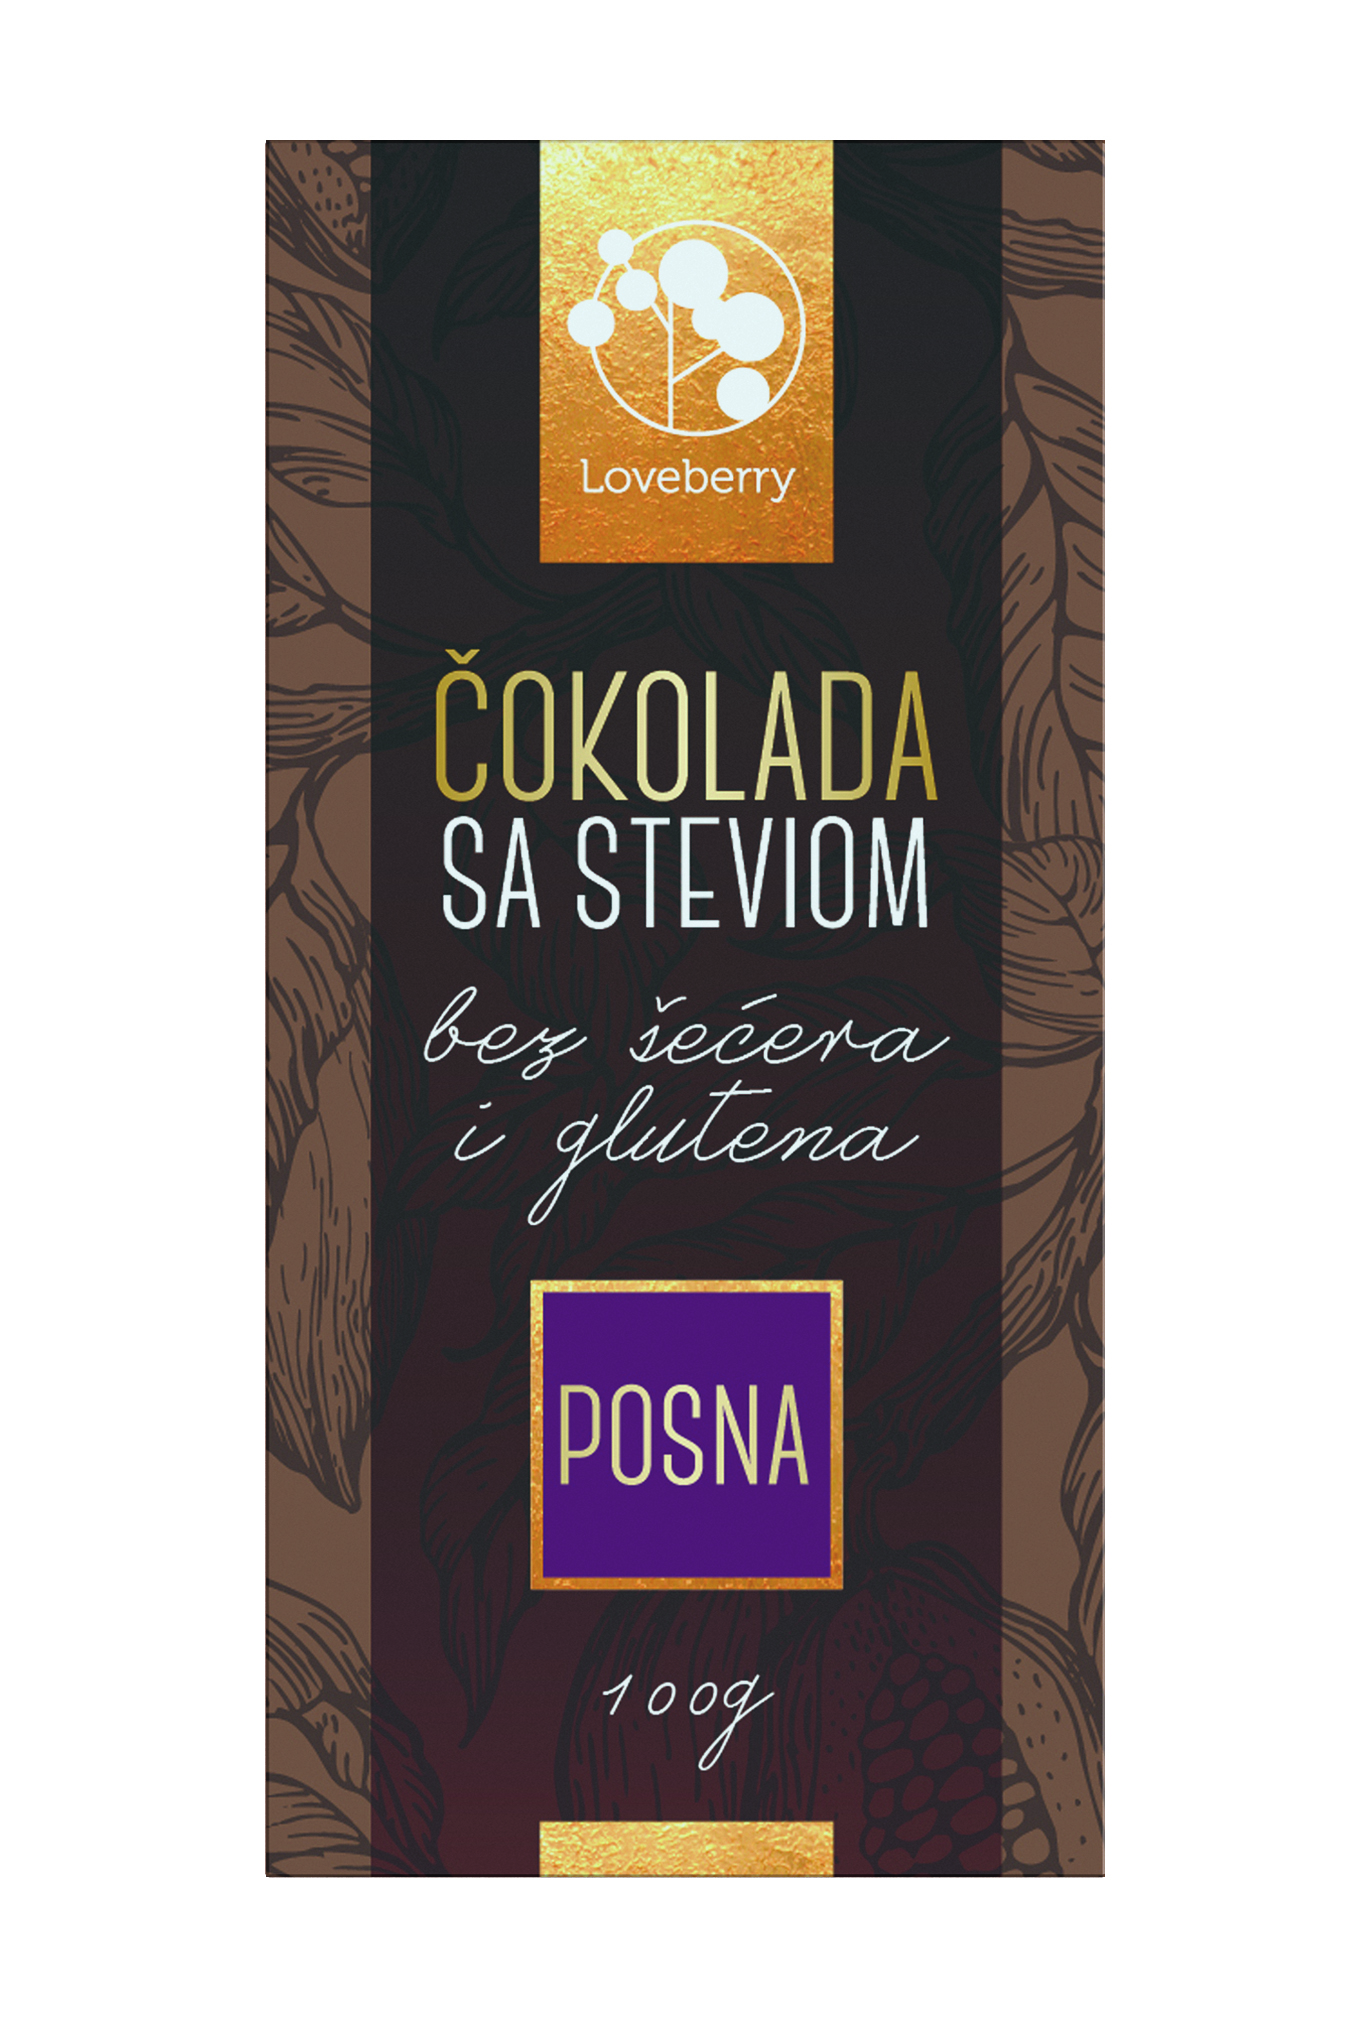 Loveberry
ČOKOLADA
SA STEVIOM
bez šećera
i glutena
POSNA
100g